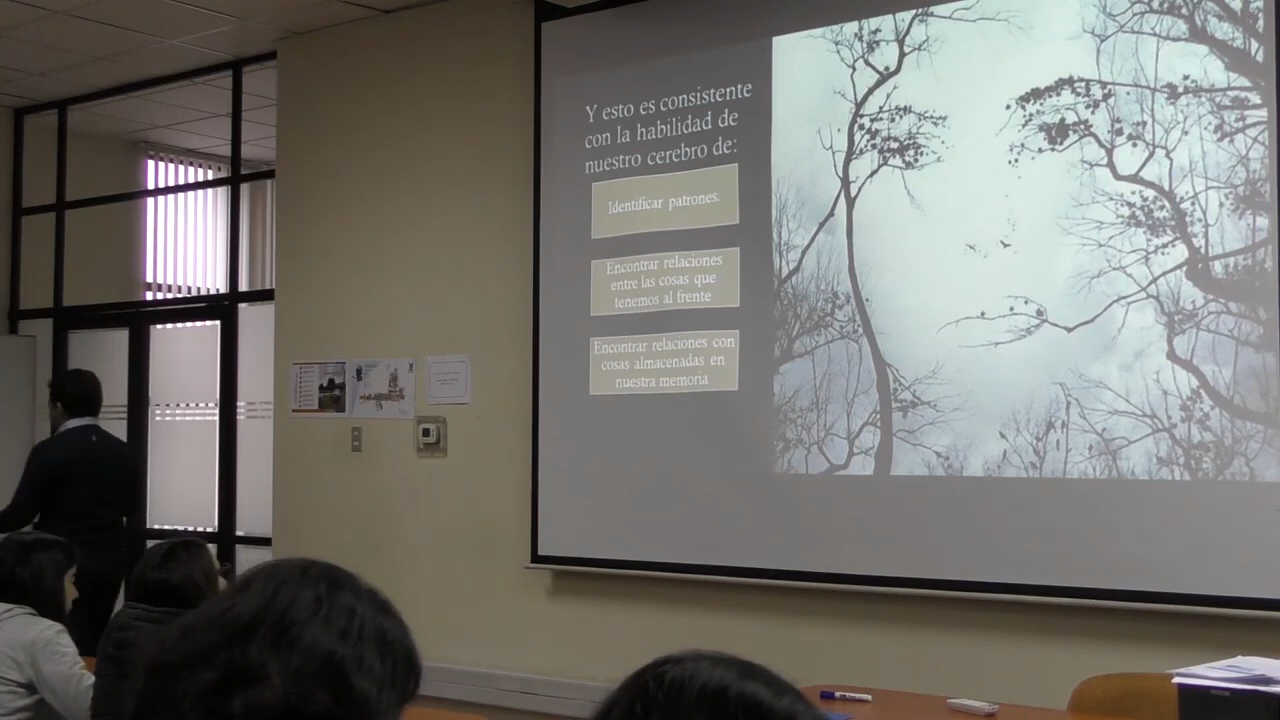 Y esto es consistente
con la habilidad de
nuestro cerebro de:
Identificar patrones.
Encontrar relaciones
entre las cosas que
tenemos al frente
Encontrar relaciones con
cosas almacenadas en
nuestra memoria